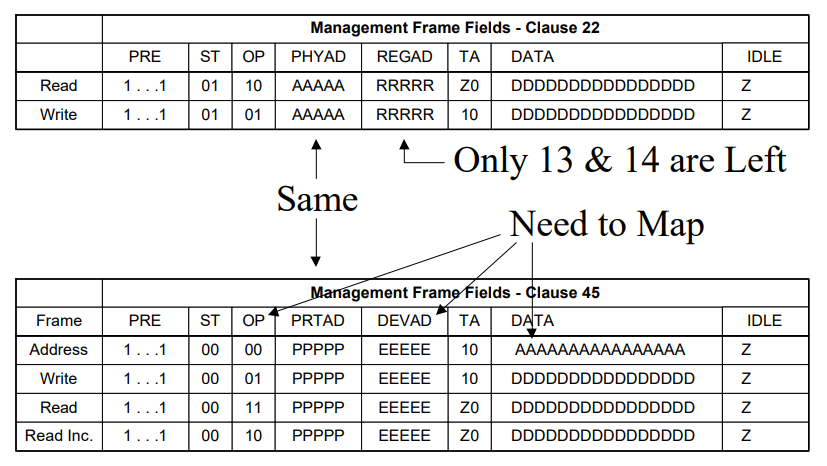 Management Frame Fields - Clause 22
PRE ST OP PHYAD REGAD TA DATA IDLE
Read 1 . . .1 01 10 AAAAA RRRRR Z0 DDDDDDDDDDDDDDDD Z
Write 1 . . .1 01 01 AAAAA RRRRR 10 DDDDDDDDDDDDDDDD Z
Only 13 & 14 are Left
Same
Need to Map
Management Frame Fields - Clause 45
Frame PRE ST OP PRTAD DEVAD TA DATA IDLE
Address 1 . . .1 00 00 PPPPP EEEEE 10 AAAAAAAAAAAAAAAA Z
Write 1 . . .1 00 01 PPPPP EEEEE 10 DDDDDDDDDDDDDDDD Z
Read 1 . . .1 00 11 PPPPP EEEEE Z0 DDDDDDDDDDDDDDDD Z
Read Inc. 1 . . .1 00 10 PPPPP EEEEE Z0 DDDDDDDDDDDDDDDD Z